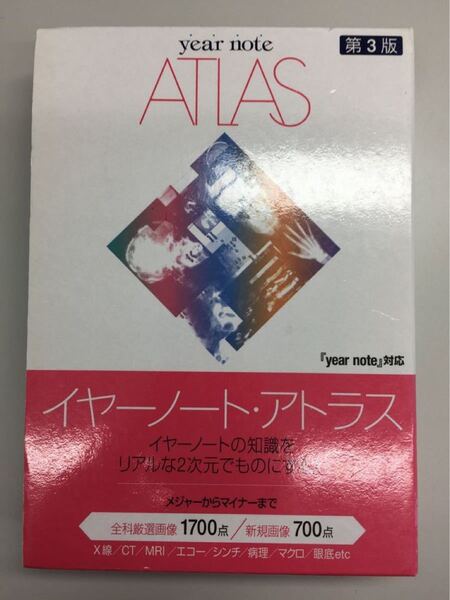 year note
第3版
ATLAS
『year note』対応
イヤーノート・アトラス
イヤーノートの知識を
リアルな2次元でものにす
メジャーからマイナーまで
全科厳選画像 1700点／新規画像 700点
X線／CT／MRI／エコー／シンチ／病理／マクロ／眼底etc